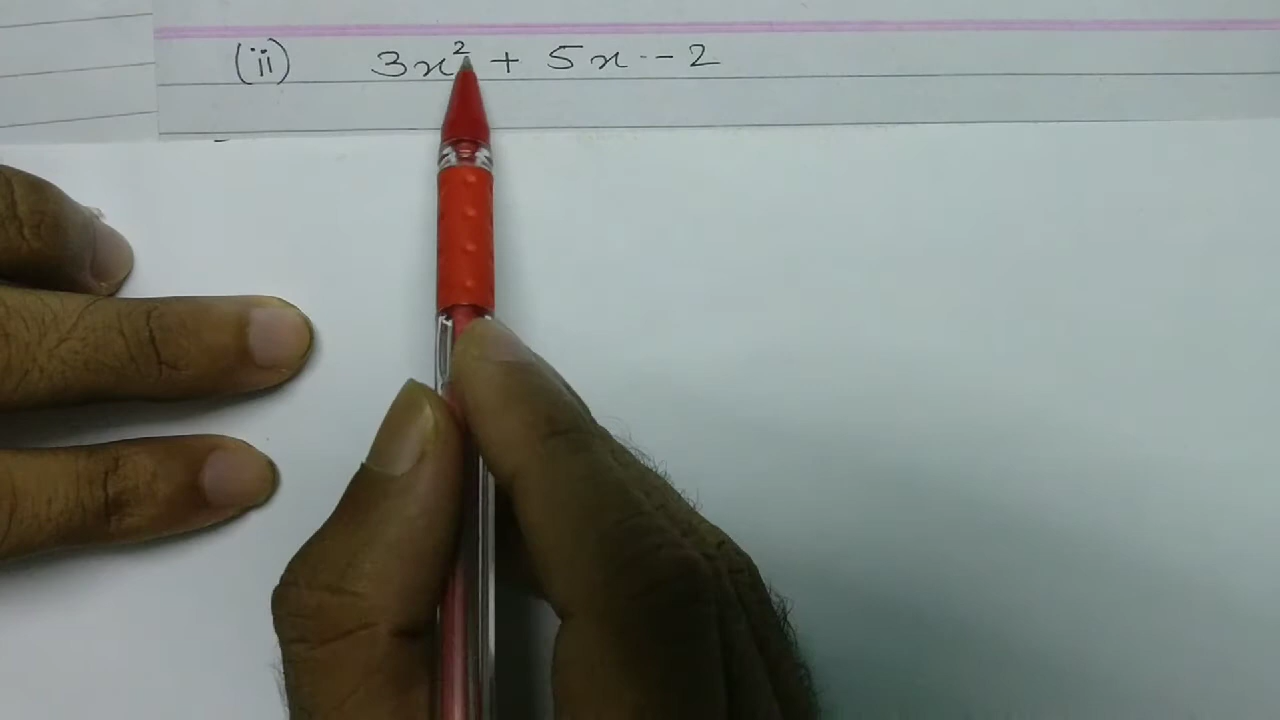 (ii) 3x² + 5x - 2